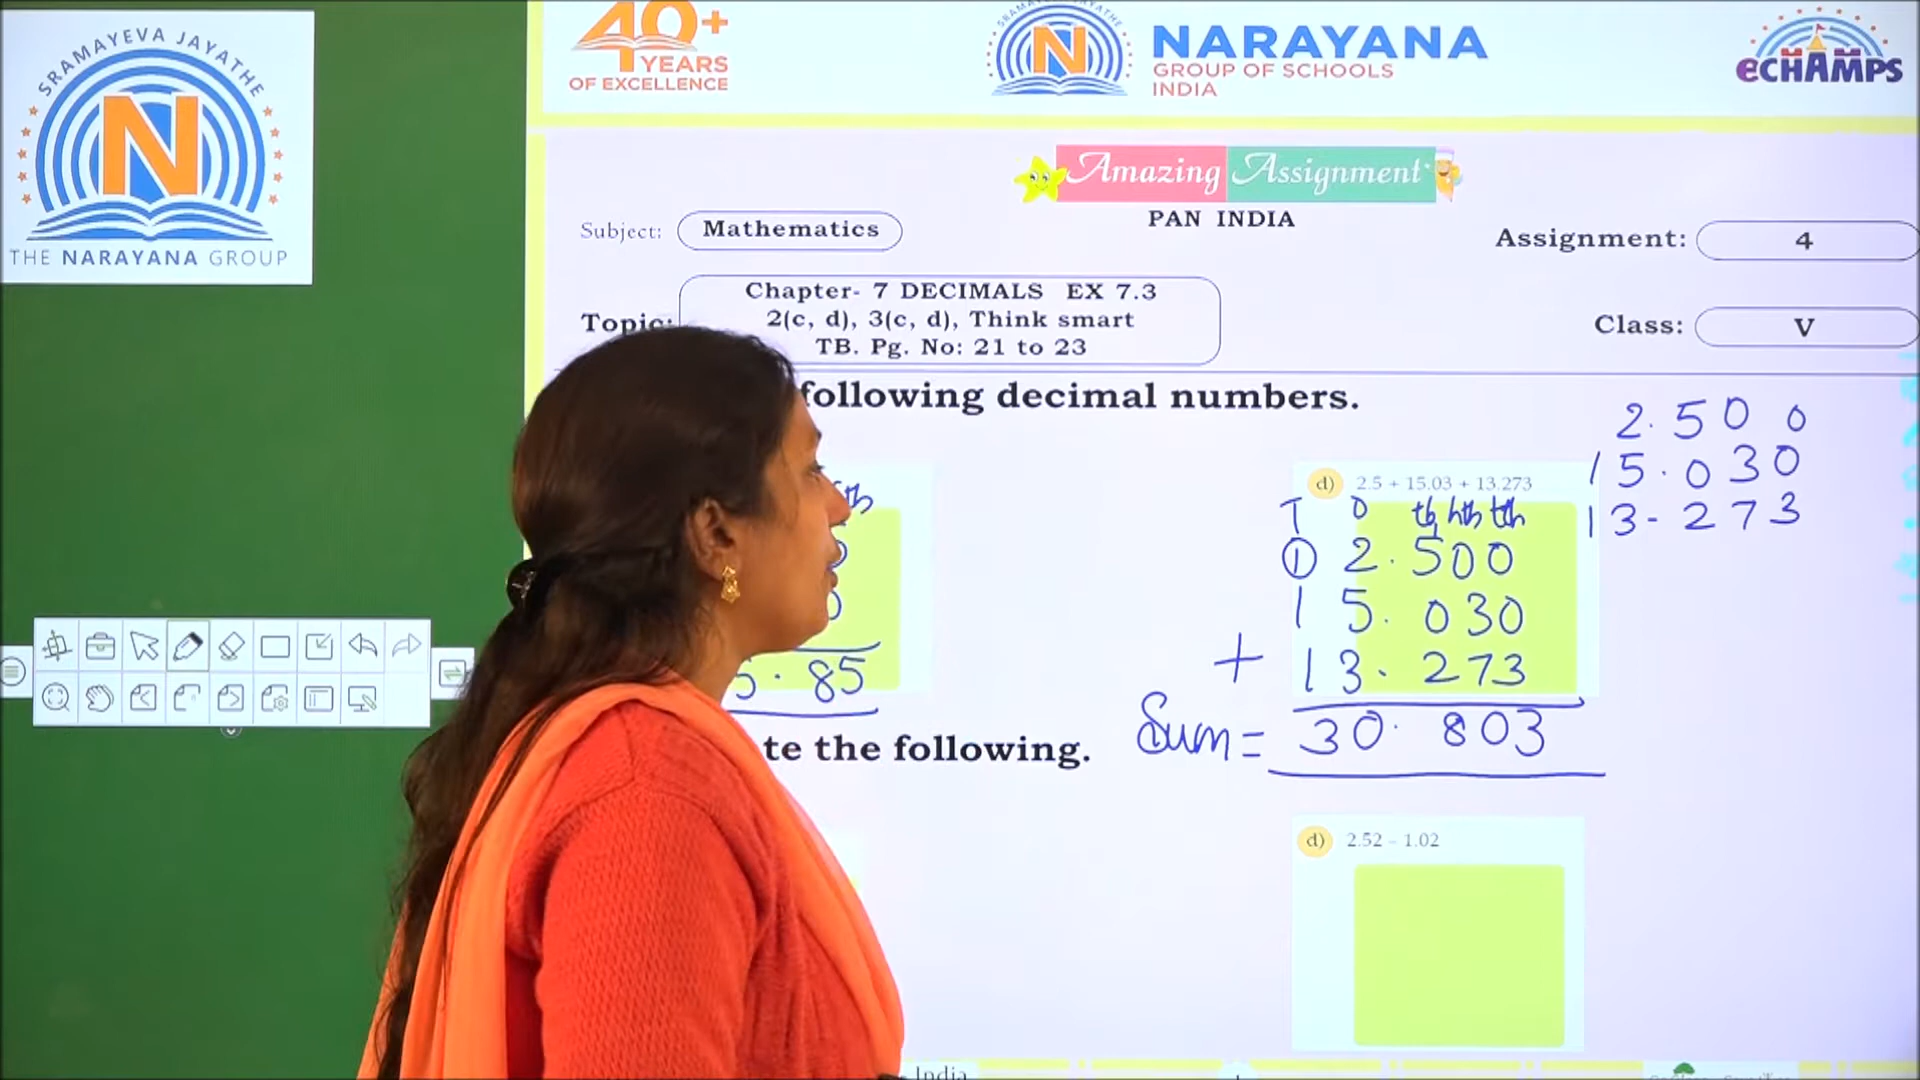 SRAMAYEVA JAYATHE
N
THE NARAYANA GROUP
40+
YEARS
OF EXCELLENCE
N
NARAYANA
GROUP OF SCHOOLS
INDIA
eCHAMPS
Amazing Assignment
PAN INDIA
Subject: Mathematics
Assignment: 4
Topic:
Chapter- 7 DECIMALS EX 7.3
2(c, d), 3(c, d), Think smart
TB. Pg. No: 21 to 23
Class: V
following decimal numbers.
2.500
15.030
13.273
d) 2.5 + 15.03 + 13.273
T O th hth tth
1 2.500
15.030
+ 13.273
Sum = 30.803
5.85
te the following.
d) 2.52 - 1.02
India